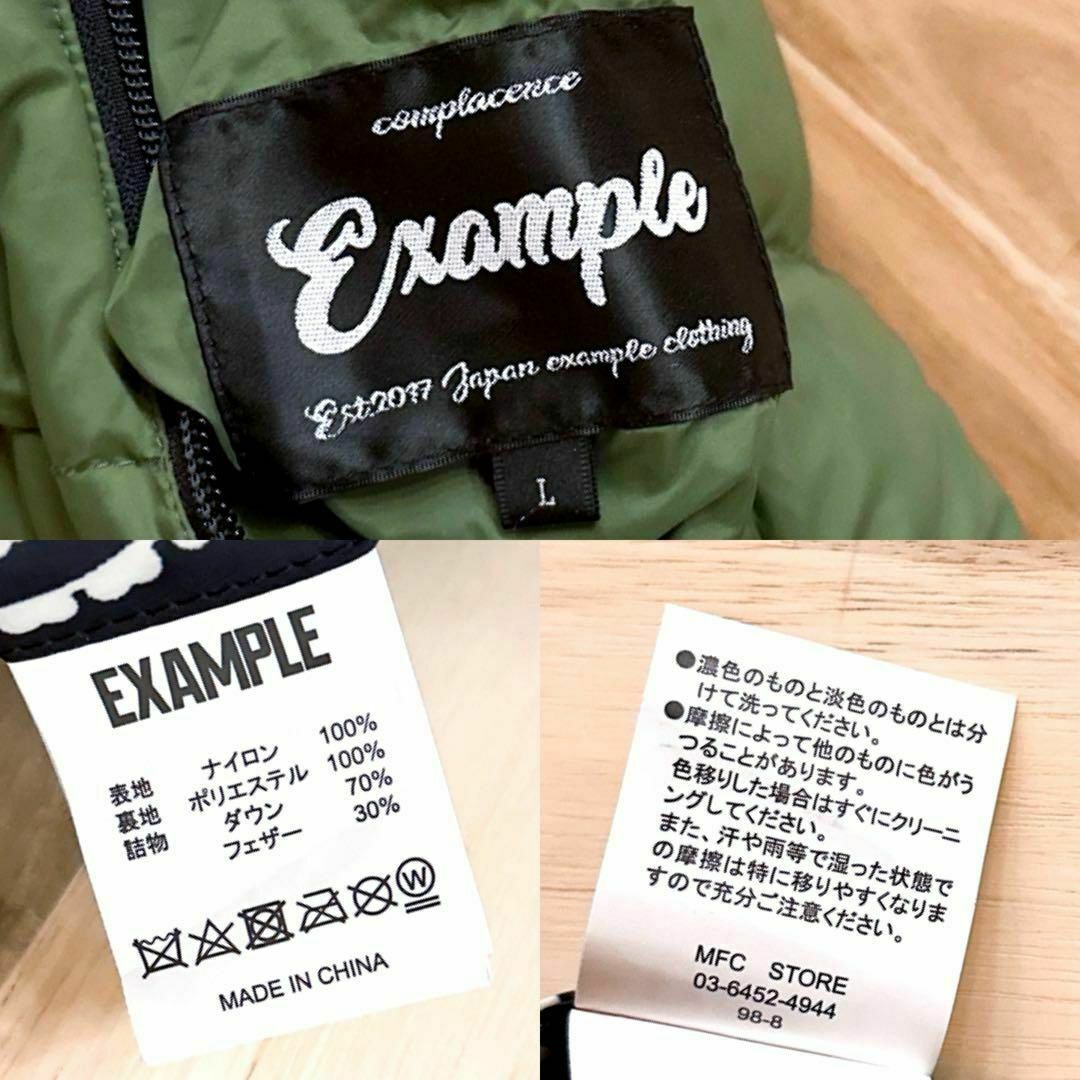 complacence
Example
Est.2017 Japan example clothing
L
EXAMPLE
表地 ナイロン 100%
裏地 ポリエステル 100%
詰物 ダウン 70%
フェザー 30%
W
MADE IN CHINA
●濃色のものと淡色のものとは分
けて洗ってください。
●摩擦によって他のものに色がう
つることがあります。
色移りした場合はすぐにクリーニ
ングしてください。
また、汗や雨等で湿った状態で
の摩擦は特に移りやすくなりま
すので充分ご注意ください。
MFC STORE
03-6452-4944
98-8